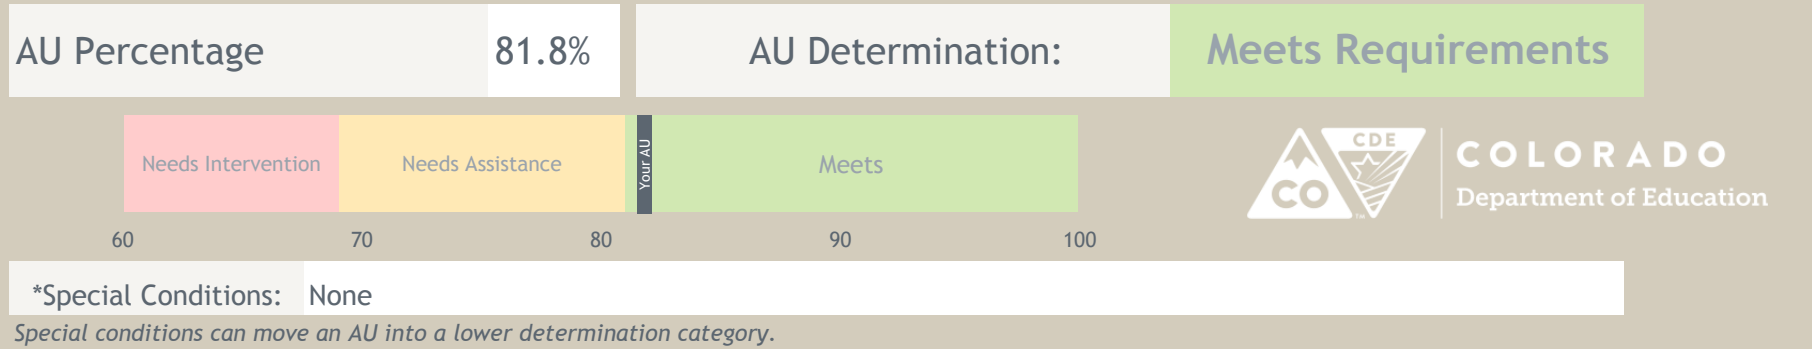 AU Percentage 81.8% AU Determination: Meets Requirements
Needs Intervention Needs Assistance Your AU Meets
60 70 80 90 100
CDE
CO
TM
COLORADO
Department of Education
*Special Conditions: None
Special conditions can move an AU into a lower determination category.